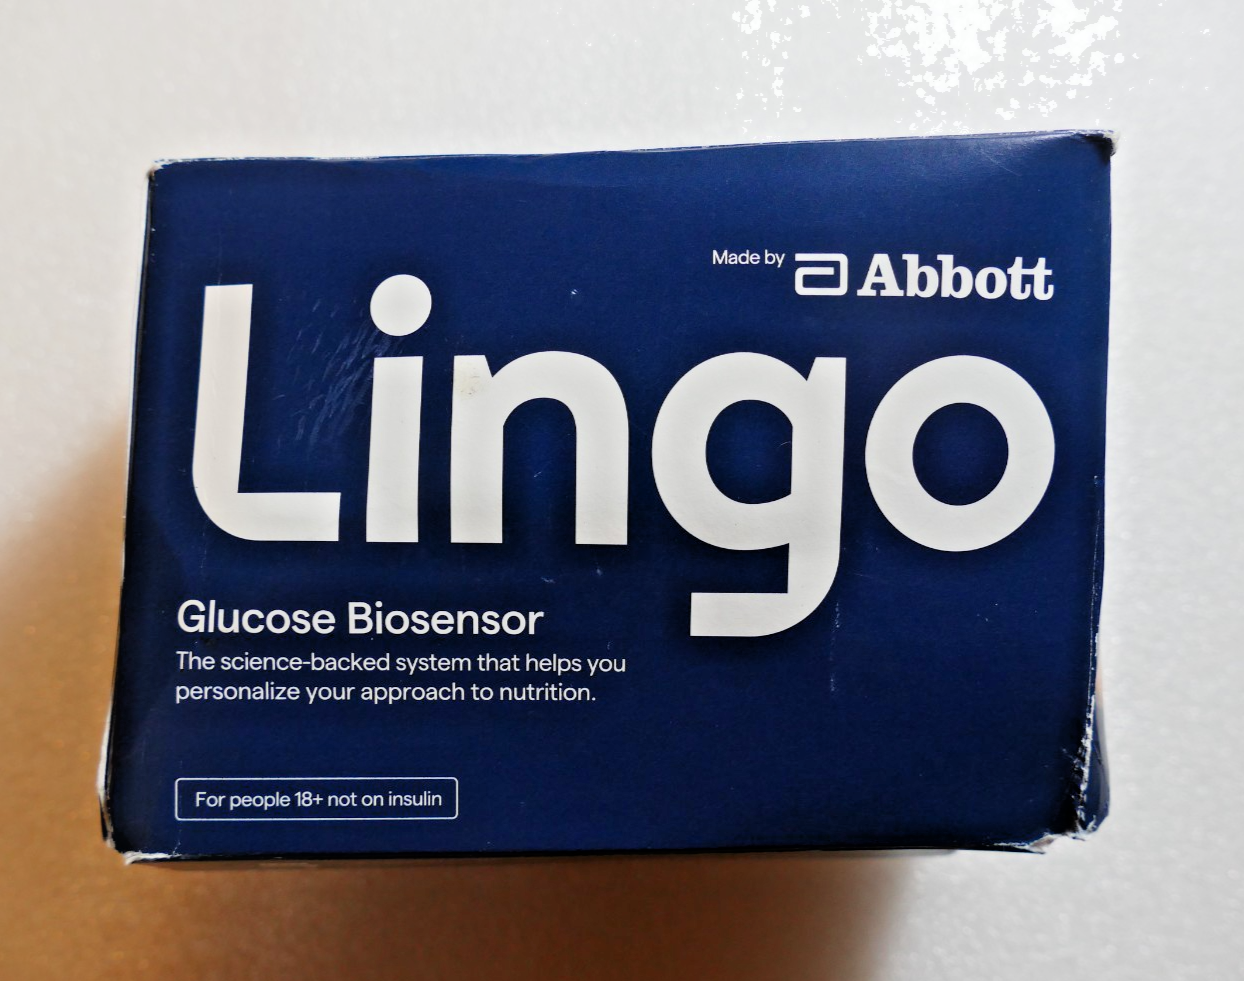 Made by Abbott
Lingo
Glucose Biosensor
The science-backed system that helps you
personalize your approach to nutrition.
For people 18+ not on insulin